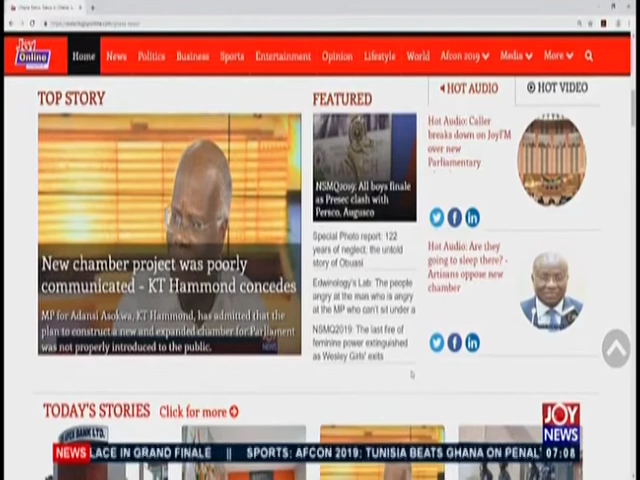 Joy
Online
Home News Politics Business Sports Entertainment Opinion Lifestyle World Afcon 2019 Media More
TOP STORY
New chamber project was poorly
communicated - KT Hammond concedes
MP for Adansi Asokwa, KT Hammond, has admitted that the
plan to construct a new and expanded chamber for Parliament
was not properly introduced to the public.
FEATURED
NSMQ2019: All boys finale
as Presec clash with
Persco, Augusco
Special Photo report: 122
years of neglect; the untold
story of Obuasi
Edwinology's Lab: The people
angry at the man who is angry
at the MP who can't sit under a
NSMQ2019: The last fire of
feminine power extinguished
as Wesley Girls' exits
HOT AUDIO
HOT VIDEO
Hot Audio: Caller
breaks down on JoyFM
over new
Parliamentary
Hot Audio: Are they
going to sleep there? -
Artisans oppose new
chamber
TODAY'S STORIES Click for more
BANK LTD.
JOY
NEWS
NEWS LACE IN GRAND FINALE || SPORTS: AFCON 2019: TUNISIA BEATS GHANA ON PENAL 07:08